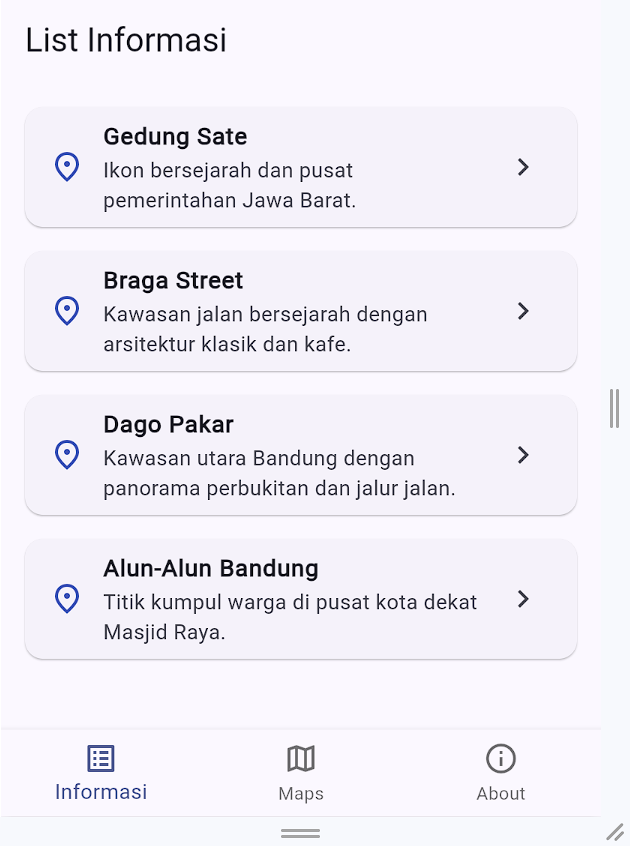 List Informasi
Gedung Sate
Ikon bersejarah dan pusat
pemerintahan Jawa Barat.
Braga Street
Kawasan jalan bersejarah dengan
arsitektur klasik dan kafe.
Dago Pakar
Kawasan utara Bandung dengan
panorama perbukitan dan jalur jalan.
Alun-Alun Bandung
Titik kumpul warga di pusat kota dekat
Masjid Raya.
Informasi
Maps
About